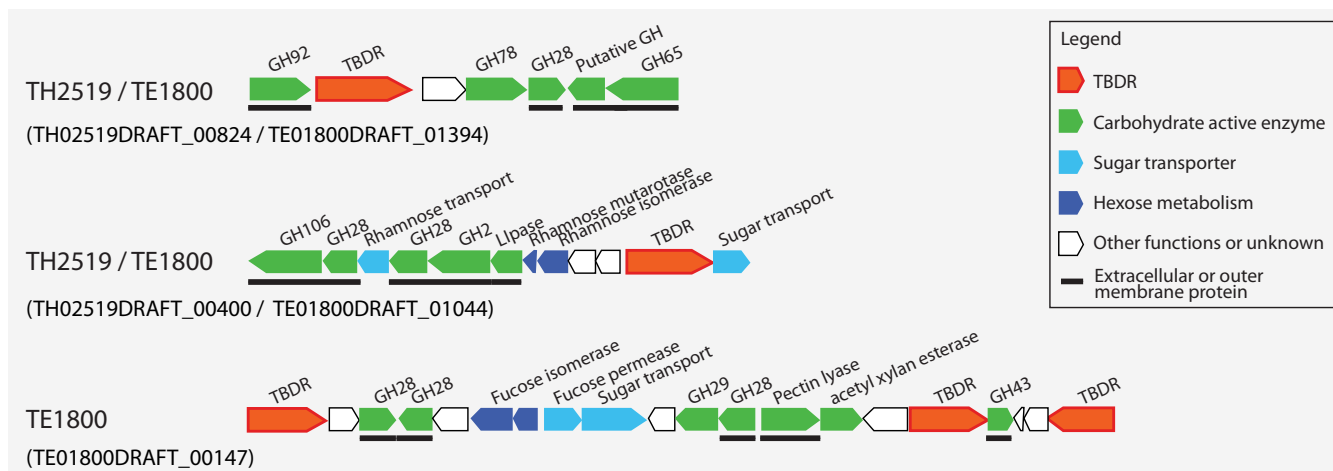 GH92
TBDR
GH78
GH28
Putative GH
GH65
TH2519 / TE1800
(TH02519DRAFT_00824 / TE01800DRAFT_01394)
GH106
GH28
Rhamnose transport
GH28
GH2
LIpase
Rhamnose mutarotase
Rhamnose isomerase
TBDR
Sugar transport
TH2519 / TE1800
(TH02519DRAFT_00400 / TE01800DRAFT_01044)
TBDR
GH28
GH28
Fucose isomerase
Fucose permease
Sugar transport
GH29
GH28
Pectin lyase
acetyl xylan esterase
TBDR
GH43
TBDR
TE1800
(TE01800DRAFT_00147)
Legend
TBDR
Carbohydrate active enzyme
Sugar transporter
Hexose metabolism
Other functions or unknown
Extracellular or outer
membrane protein